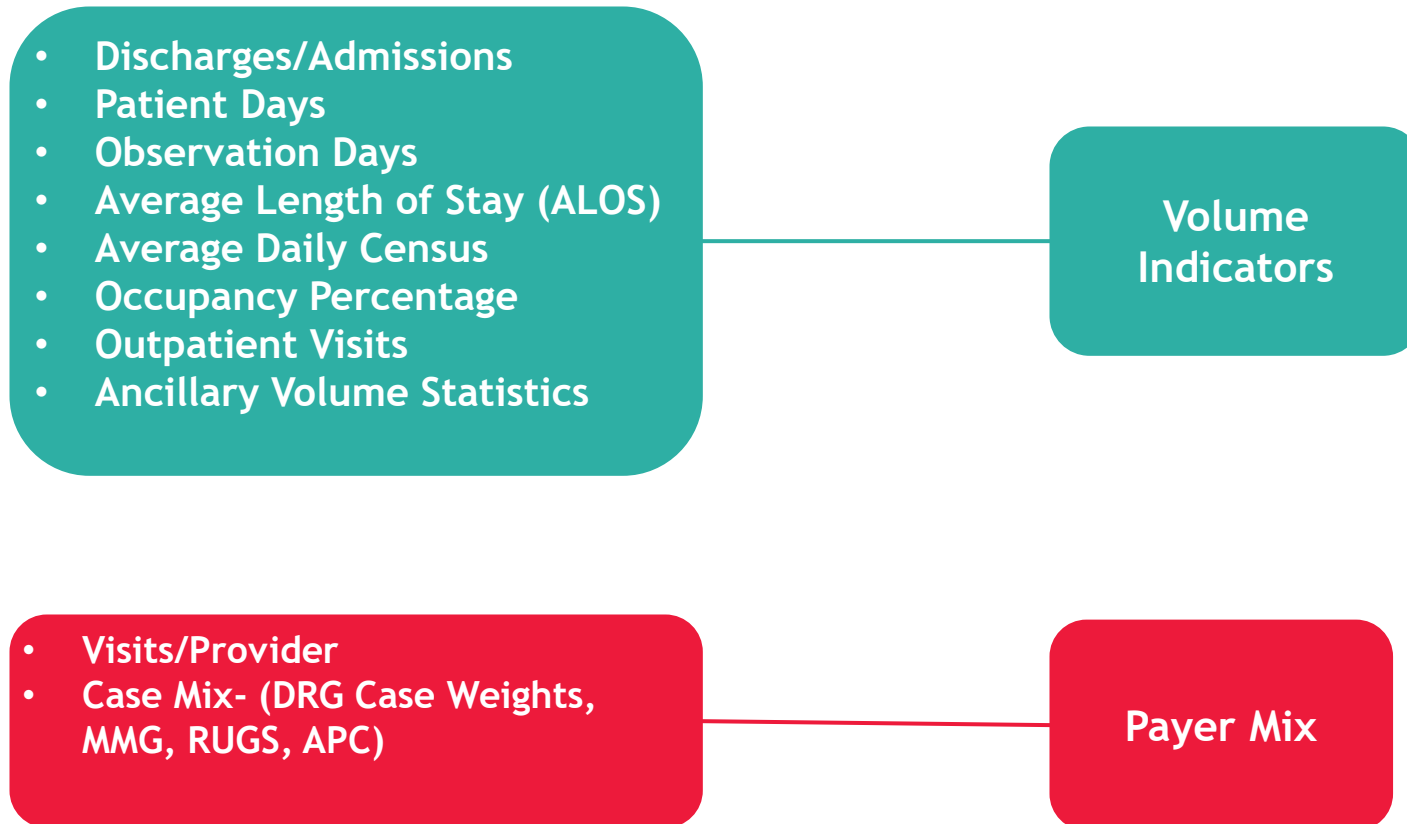 • Discharges/Admissions
• Patient Days
• Observation Days
• Average Length of Stay (ALOS)
• Average Daily Census
• Occupancy Percentage
• Outpatient Visits
• Ancillary Volume Statistics
Volume
Indicators
• Visits/Provider
• Case Mix- (DRG Case Weights,
MMG, RUGS, APC)
Payer Mix